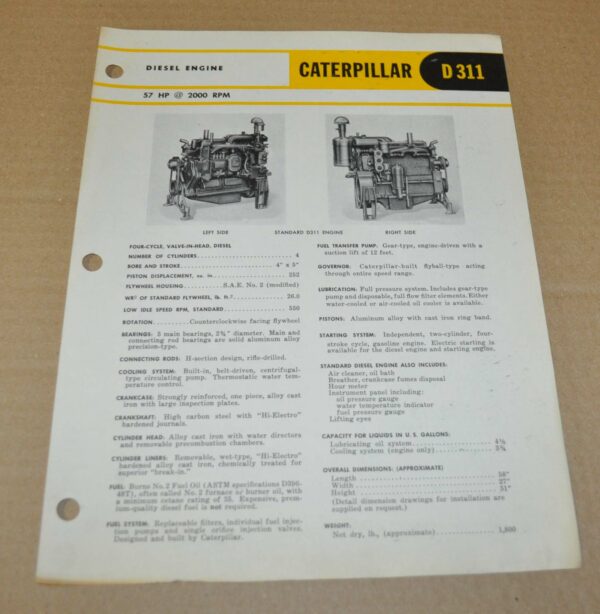 DIESEL ENGINE
CATERPILLAR D311
57 HP @ 2000 RPM
LEFT SIDE STANDARD D311 ENGINE RIGHT SIDE
FOUR-CYCLE, VALVE-IN-HEAD, DIESEL
NUMBER OF CYLINDERS 4
BORE AND STROKE 4" x 5"
PISTON DISPLACEMENT, cu. in. 252
FLYWHEEL HOUSING S.A.E. No. 2 (modified)
WR² OF STANDARD FLYWHEEL, lb. ft.² 26.0
LOW IDLE SPEED RPM, STANDARD 550
ROTATION Counterclockwise facing flywheel
BEARINGS: 5 main bearings, diameter. Main and
connecting rod bearings are solid aluminum alloy
precision-type.
CONNECTING RODS: H-section design, rifle-drilled.
COOLING SYSTEM: Built-in, belt-driven, centrifugal-
type circulating pump. Thermostatic water tem-
perature control.
CRANKCASE: Strongly reinforced, one piece, alloy cast
iron with large inspection plates.
CRANKSHAFT: High carbon steel with "Hi-Electro"
hardened journals.
CYLINDER HEAD: Alloy cast iron with water directors
and removable precombustion chambers.
CYLINDER LINERS: Removable, wet-type, "Hi-Electro"
hardened alloy cast iron, chemically treated for
superior "break-in."
FUEL: Burns No. 2 Fuel Oil (ASTM specifications D396-
48T), often called No. 2 furnace or burner oil, with
a minimum cetane rating of 35. Expensive, prem-
ium-quality diesel fuel is not required.
FUEL SYSTEM: Replaceable filters, individual fuel injec-
tion pumps and single orifice injection valves.
Designed and built by Caterpillar.
FUEL TRANSFER PUMP: Gear-type, engine-driven with a
suction lift of 12 feet.
GOVERNOR: Caterpillar-built flyball-type acting
through entire speed range.
LUBRICATION: Full pressure system. Includes gear-type
pump and disposable, full flow filter elements. Either
water-cooled or air-cooled oil cooler is available.
PISTONS: Aluminum alloy with cast iron ring band.
STARTING SYSTEM: Independent, two-cylinder, four-
stroke cycle, gasoline engine. Electric starting is
available for the diesel engine and starting engine.
STANDARD DIESEL ENGINE ALSO INCLUDES:
Air cleaner, oil bath
Breather, crankcase fumes disposal
Hour meter
Instrument panel including:
oil pressure gauge
water temperature indicator
fuel pressure gauge
Lifting eyes
CAPACITY FOR LIQUIDS IN U. S. GALLONS:
Lubricating oil system
Cooling system (engine only)
OVERALL DIMENSIONS: (APPROXIMATE)
Length 58"
Width 27"
Height 51"
(Detail dimension drawings for installation are
supplied on request.)
WEIGHT:
Net dry, lb., (approximate)